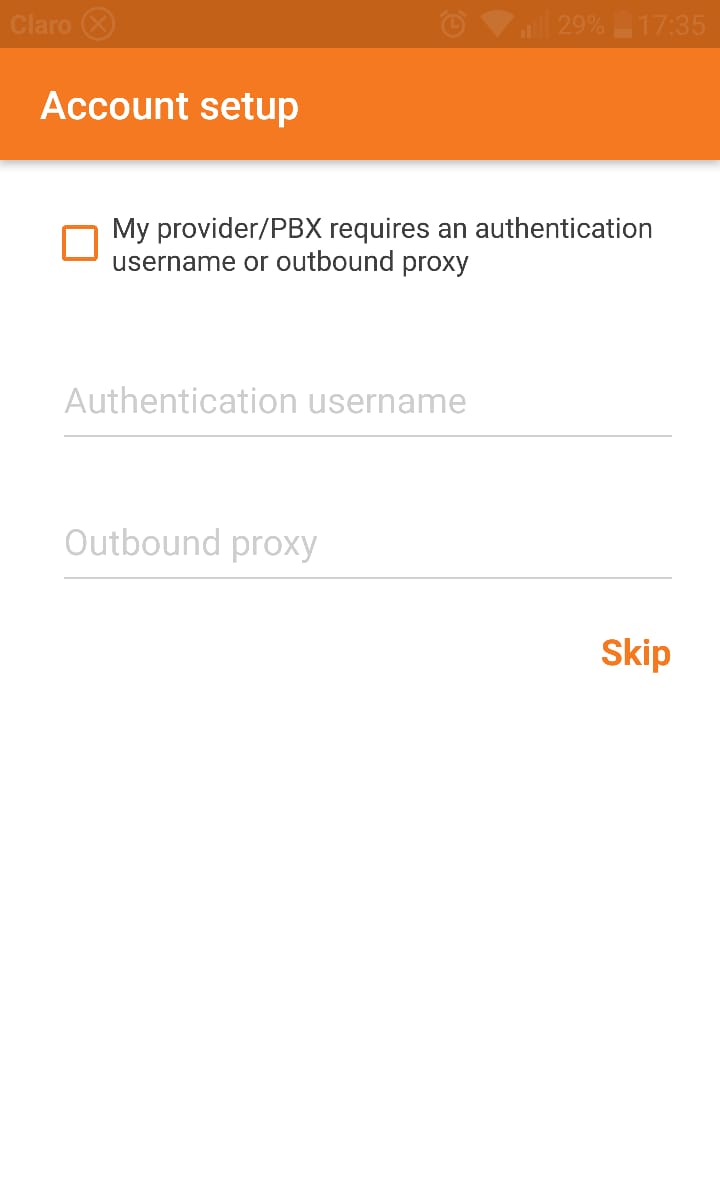 Claro 29% 17:35
Account setup
My provider/PBX requires an authentication
username or outbound proxy
Authentication username
Outbound proxy
Skip